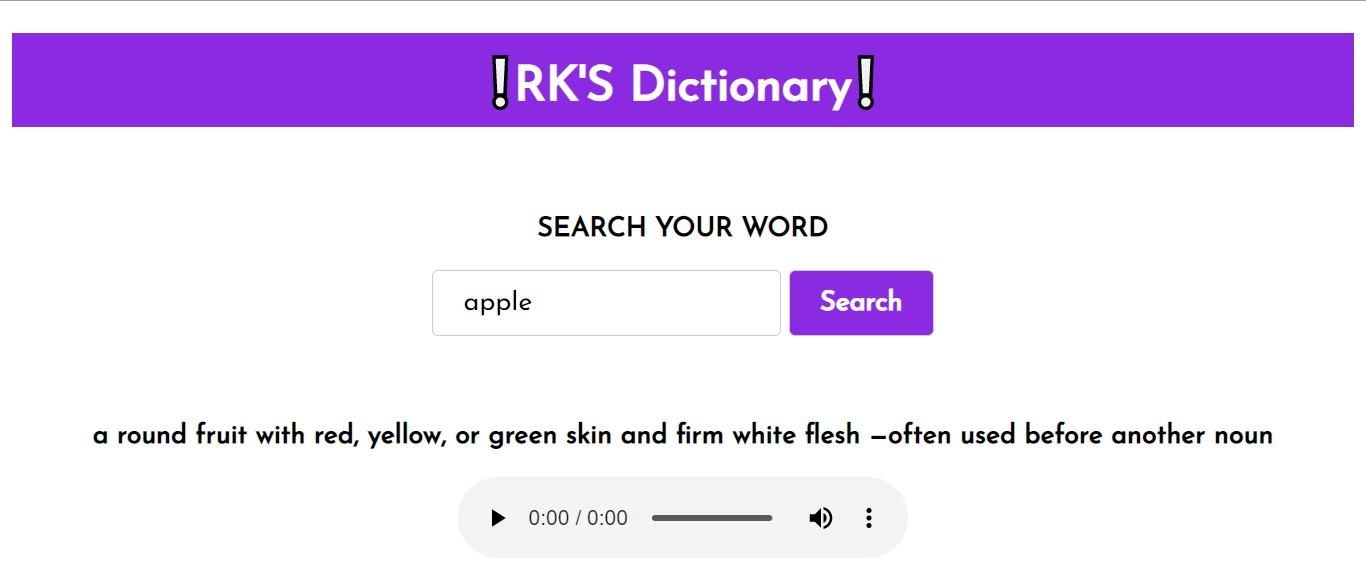 ❕RK'S Dictionary❕
SEARCH YOUR WORD
apple
Search
a round fruit with red, yellow, or green skin and firm white flesh —often used before another noun
0:00 / 0:00